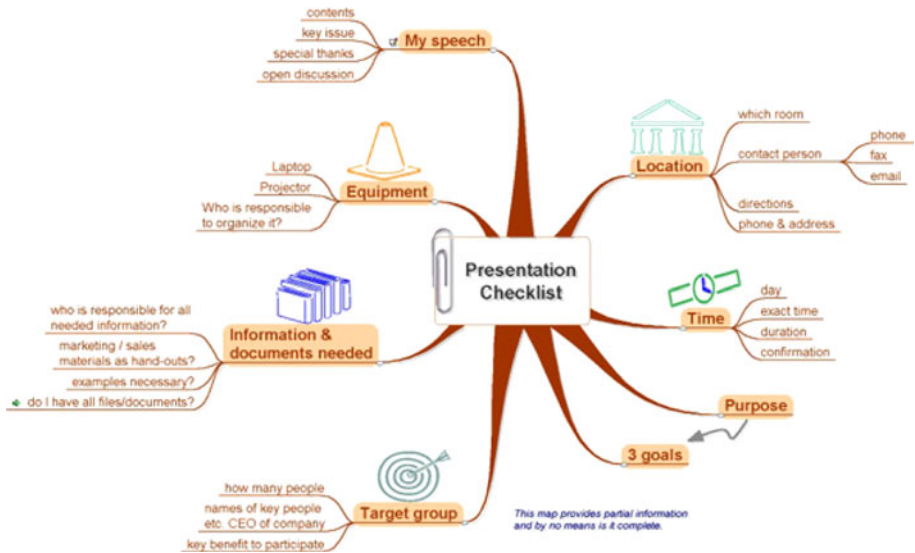 Presentation
Checklist
My speech
contents
key issue
special thanks
open discussion
Location
which room
contact person
phone
fax
email
directions
phone & address
Equipment
Laptop
Projector
Who is responsible
to organize it?
Time
day
exact time
duration
confirmation
Information &
documents needed
who is responsible for all
needed information?
marketing / sales
materials as hand-outs?
examples necessary?
do I have all files/documents?
Purpose
3 goals
Target group
how many people
names of key people
etc. CEO of company
key benefit to participate
This map provides partial information
and by no means is it complete.